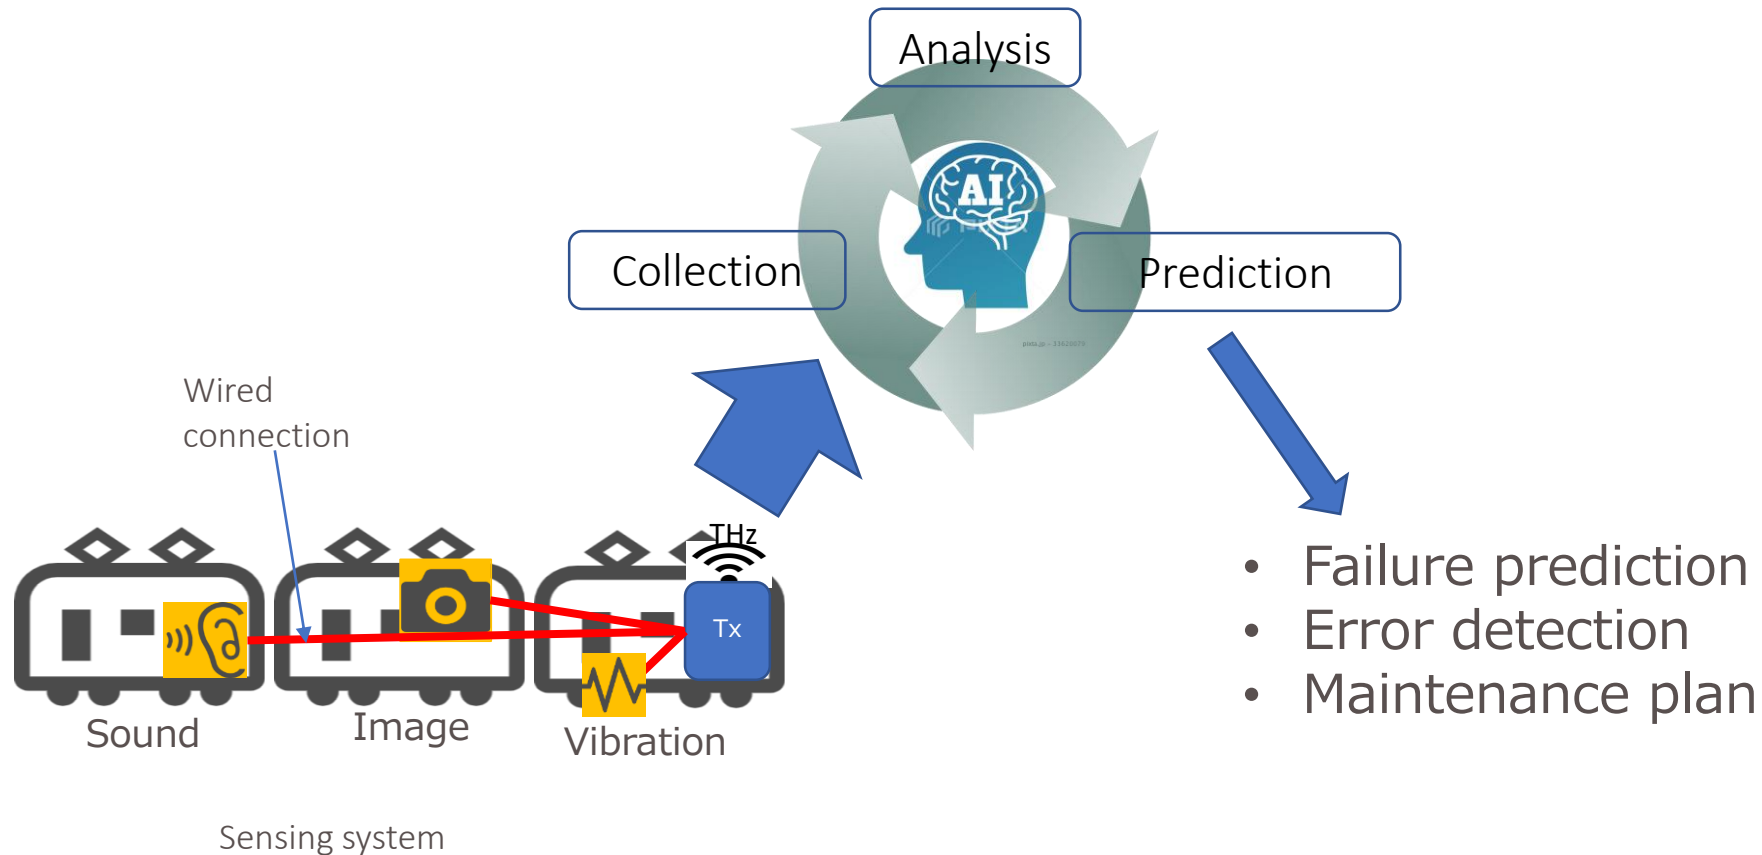 Analysis
AI
Collection
Prediction
Wired
connection
THz
Tx
Sound
Image
Vibration
• Failure prediction
• Error detection
• Maintenance plan
Sensing system